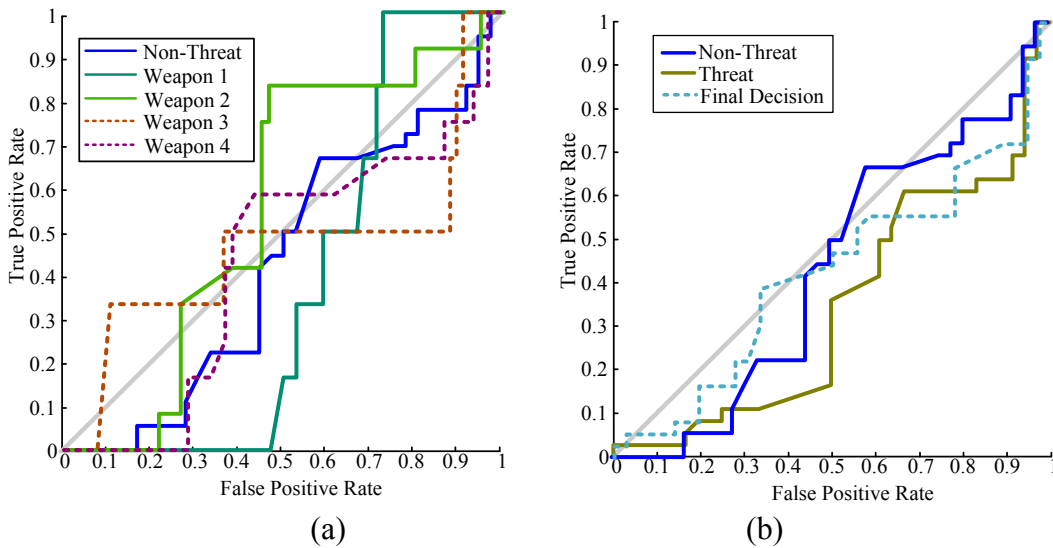 Non-Threat
Weapon 1
Weapon 2
Weapon 3
Weapon 4
True Positive Rate
1
0.9
0.8
0.7
0.6
0.5
0.4
0.3
0.2
0.1
0
0 0.1 0.2 0.3 0.4 0.5 0.6 0.7 0.8 0.9 1
False Positive Rate
(a)
Non-Threat
Threat
Final Decision
True Positive Rate
1
0.9
0.8
0.7
0.6
0.5
0.4
0.3
0.2
0.1
0
0 0.1 0.2 0.3 0.4 0.5 0.6 0.7 0.8 0.9 1
False Positive Rate
(b)